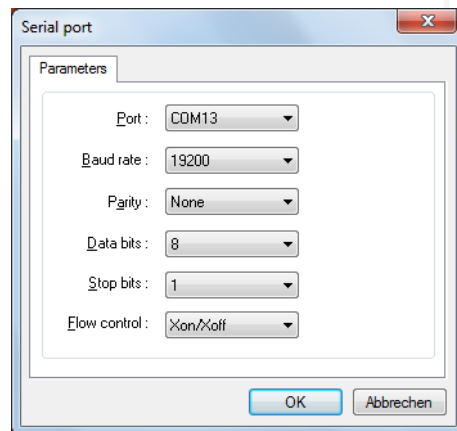 Serial port
Parameters
Port : COM13
Baud rate : 19200
Parity : None
Data bits : 8
Stop bits : 1
Flow control : Xon/Xoff
OK Abbrechen